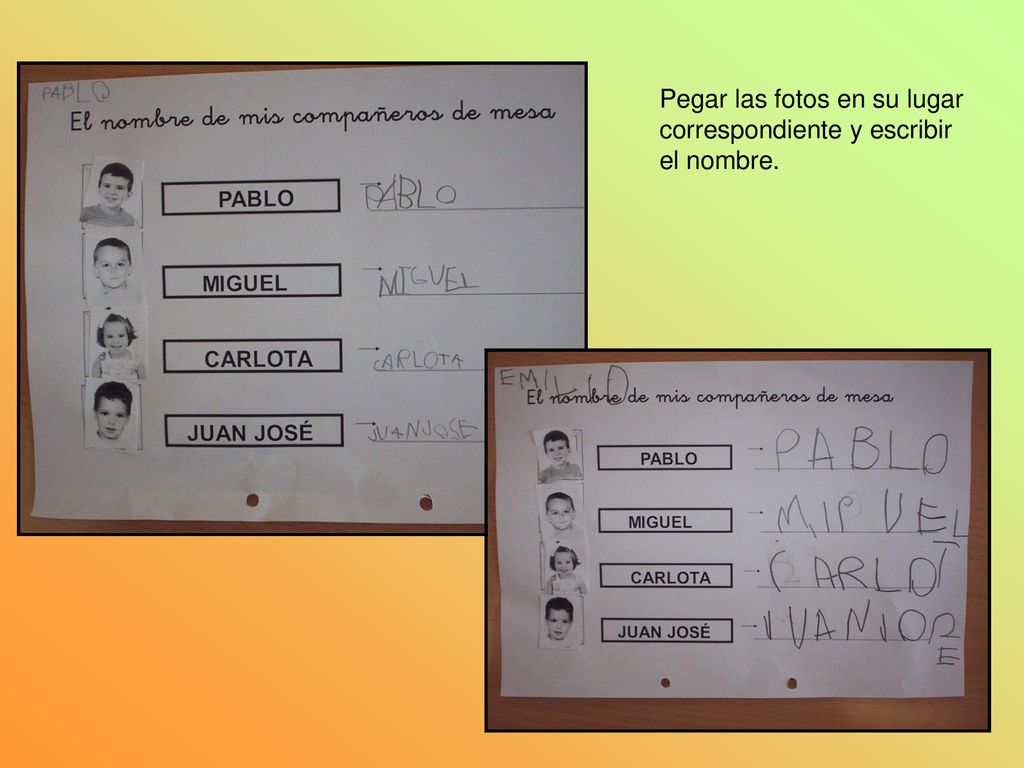 PABLO
El nombre de mis compañeros de mesa
PABLO → PABLO
MIGUEL → MIGUEL
CARLOTA → CARLOTA
JUAN JOSÉ → JUANJOSE
Pegar las fotos en su lugar
correspondiente y escribir
el nombre.
EMILIO
El nombre de mis compañeros de mesa
PABLO → PABLO
MIGUEL → MIPUEL
CARLOTA → CARLOT
JUAN JOSÉ →